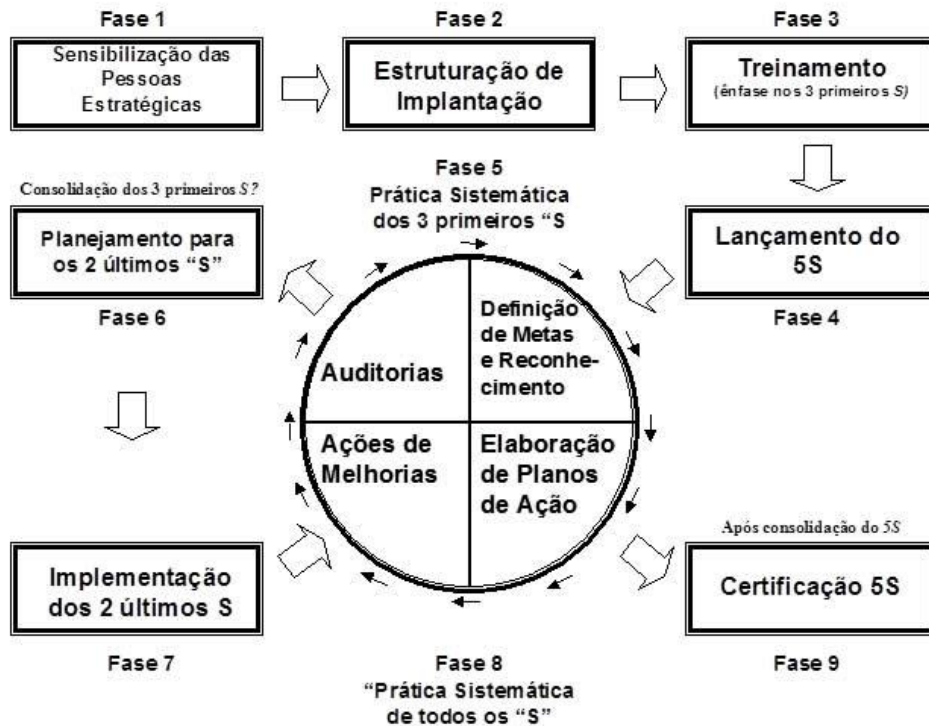 Fase 1
Sensibilização das
Pessoas
Estratégicas
Fase 2
Estruturação de
Implantação
Fase 3
Treinamento
(ênfase nos 3 primeiros S)
Consolidação dos 3 primeiros S?
Planejamento para
os 2 últimos “S”
Fase 6
Fase 5
Prática Sistemática
dos 3 primeiros “S
Lançamento do
5S
Fase 4
Auditorias
Definição
de Metas
e Reconhe-
cimento
Ações de
Melhorias
Elaboração
de Planos
de Ação
Implementação
dos 2 últimos S
Fase 7
Fase 8
“Prática Sistemática
de todos os “S”
Após consolidação do 5S
Certificação 5S
Fase 9